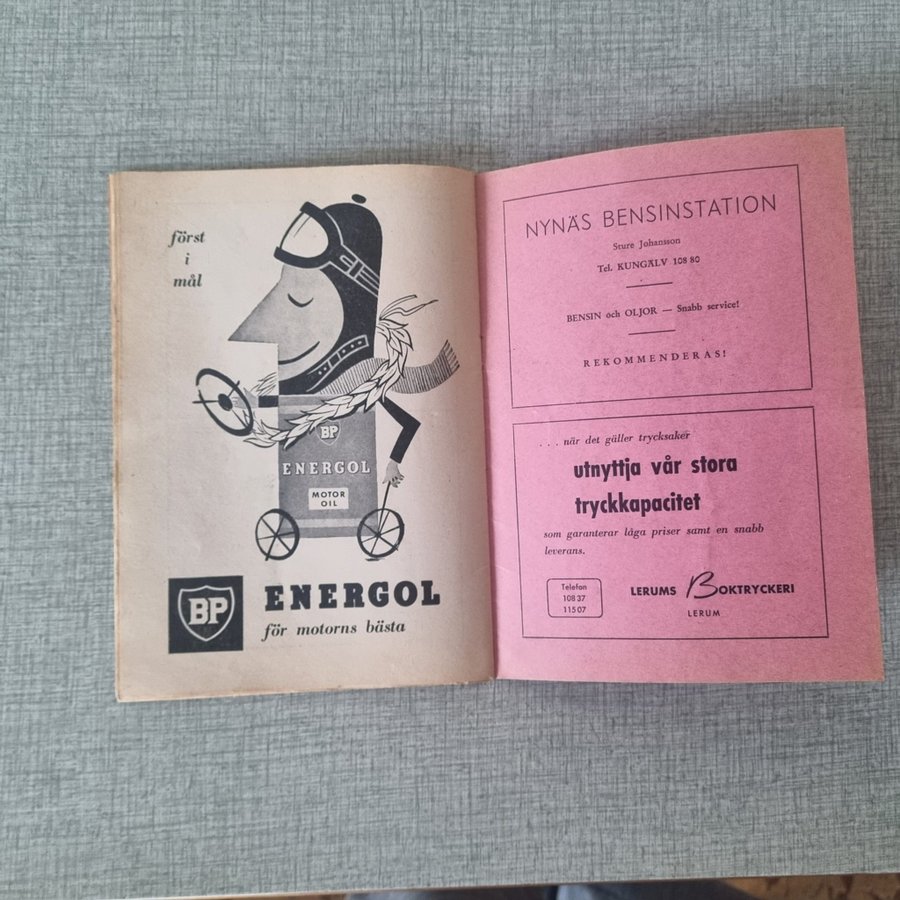 först
i
mål
BP
ENERGOL
MOTOR
OIL
BP
ENERGOL
för motorns bästa
NYNÄS BENSINSTATION
Sture Johansson
Tel. KUNGÄLV 108 80
BENSIN och OLJOR — Snabb service!
REKOMMENDERAS!
. . . när det gäller trycksaker
utnyttja vår stora
tryckkapacitet
som garanterar låga priser samt en snabb
leverans.
Telefon
108 37
115 07
LERUMS BOKTRYCKERI
LERUM